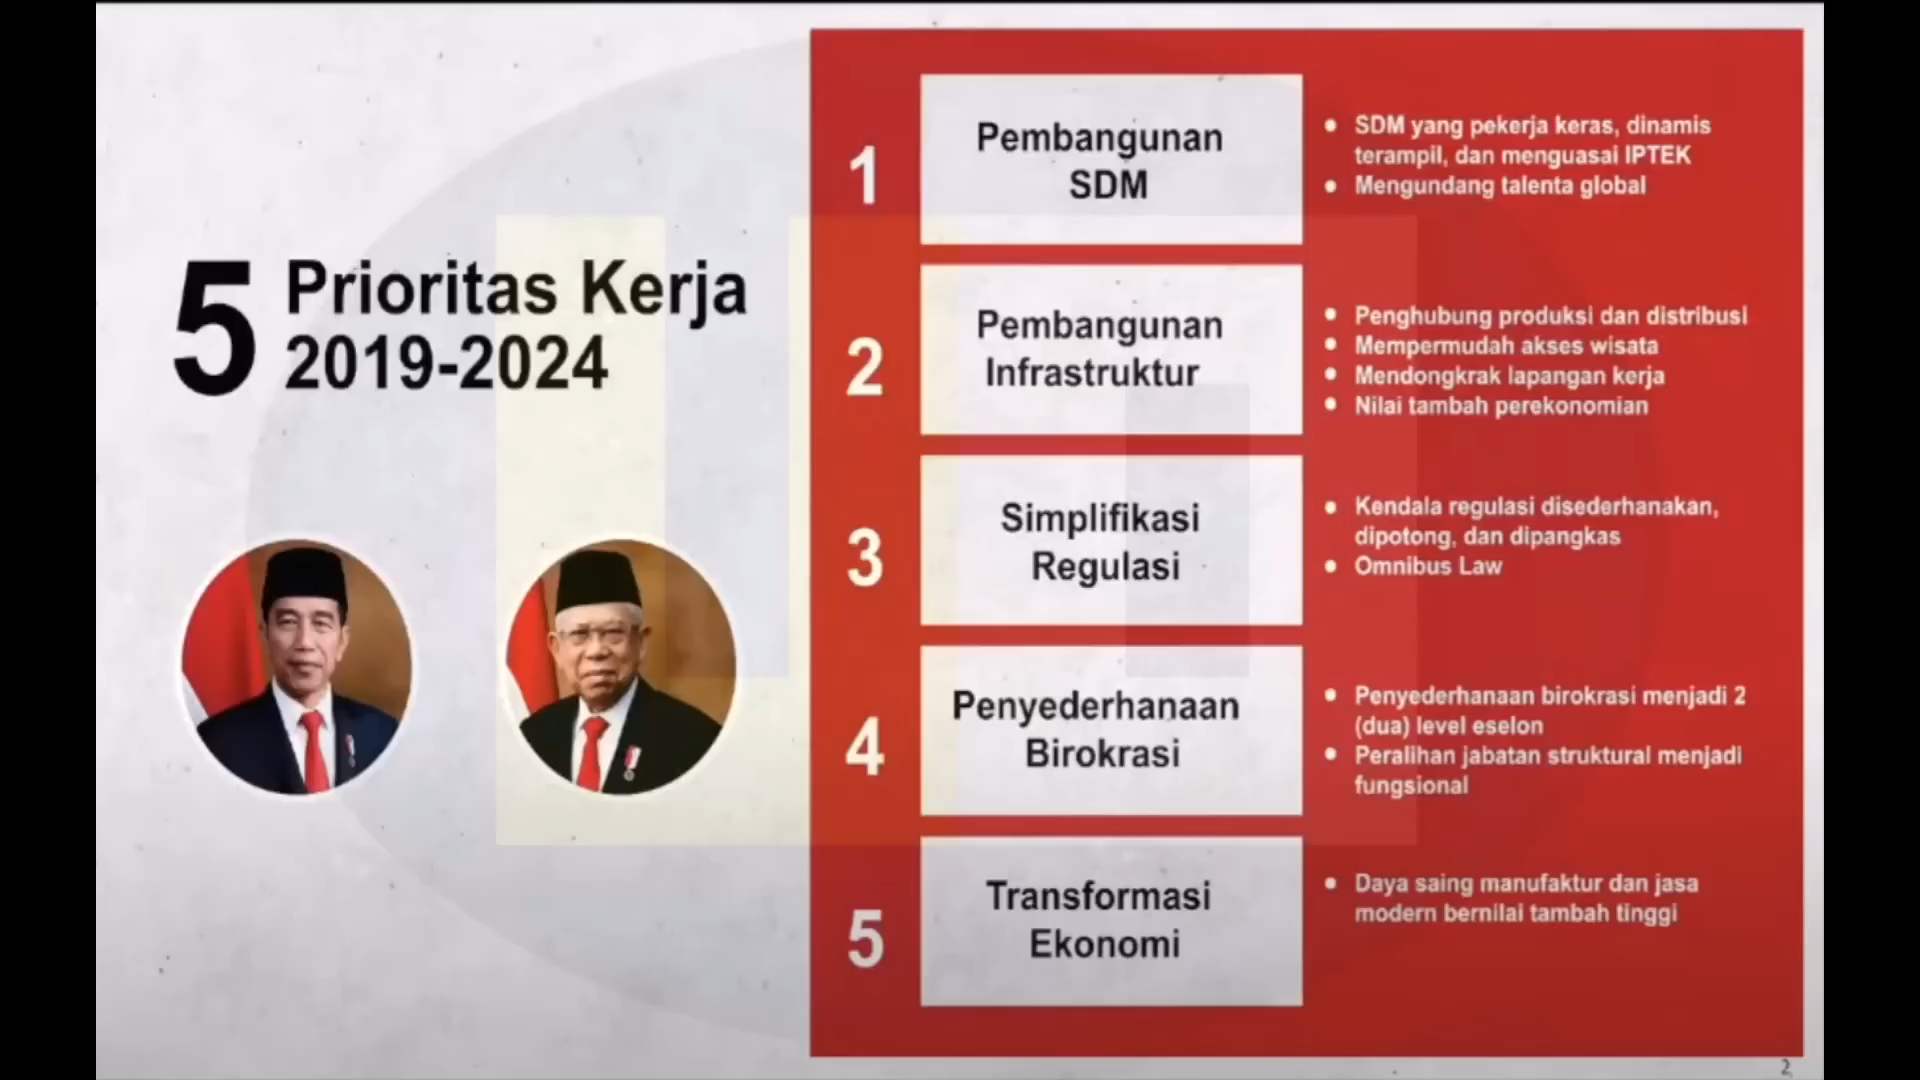 5 Prioritas Kerja
2019-2024
1
Pembangunan
SDM
• SDM yang pekerja keras, dinamis
terampil, dan menguasai IPTEK
• Mengundang talenta global
2
Pembangunan
Infrastruktur
• Penghubung produksi dan distribusi
• Mempermudah akses wisata
• Mendongkrak lapangan kerja
• Nilai tambah perekonomian
3
Simplifikasi
Regulasi
• Kendala regulasi disederhanakan,
dipotong, dan dipangkas
• Omnibus Law
4
Penyederhanaan
Birokrasi
• Penyederhanaan birokrasi menjadi 2
(dua) level eselon
• Peralihan jabatan struktural menjadi
fungsional
5
Transformasi
Ekonomi
• Daya saing manufaktur dan jasa
modern bernilai tambah tinggi
2